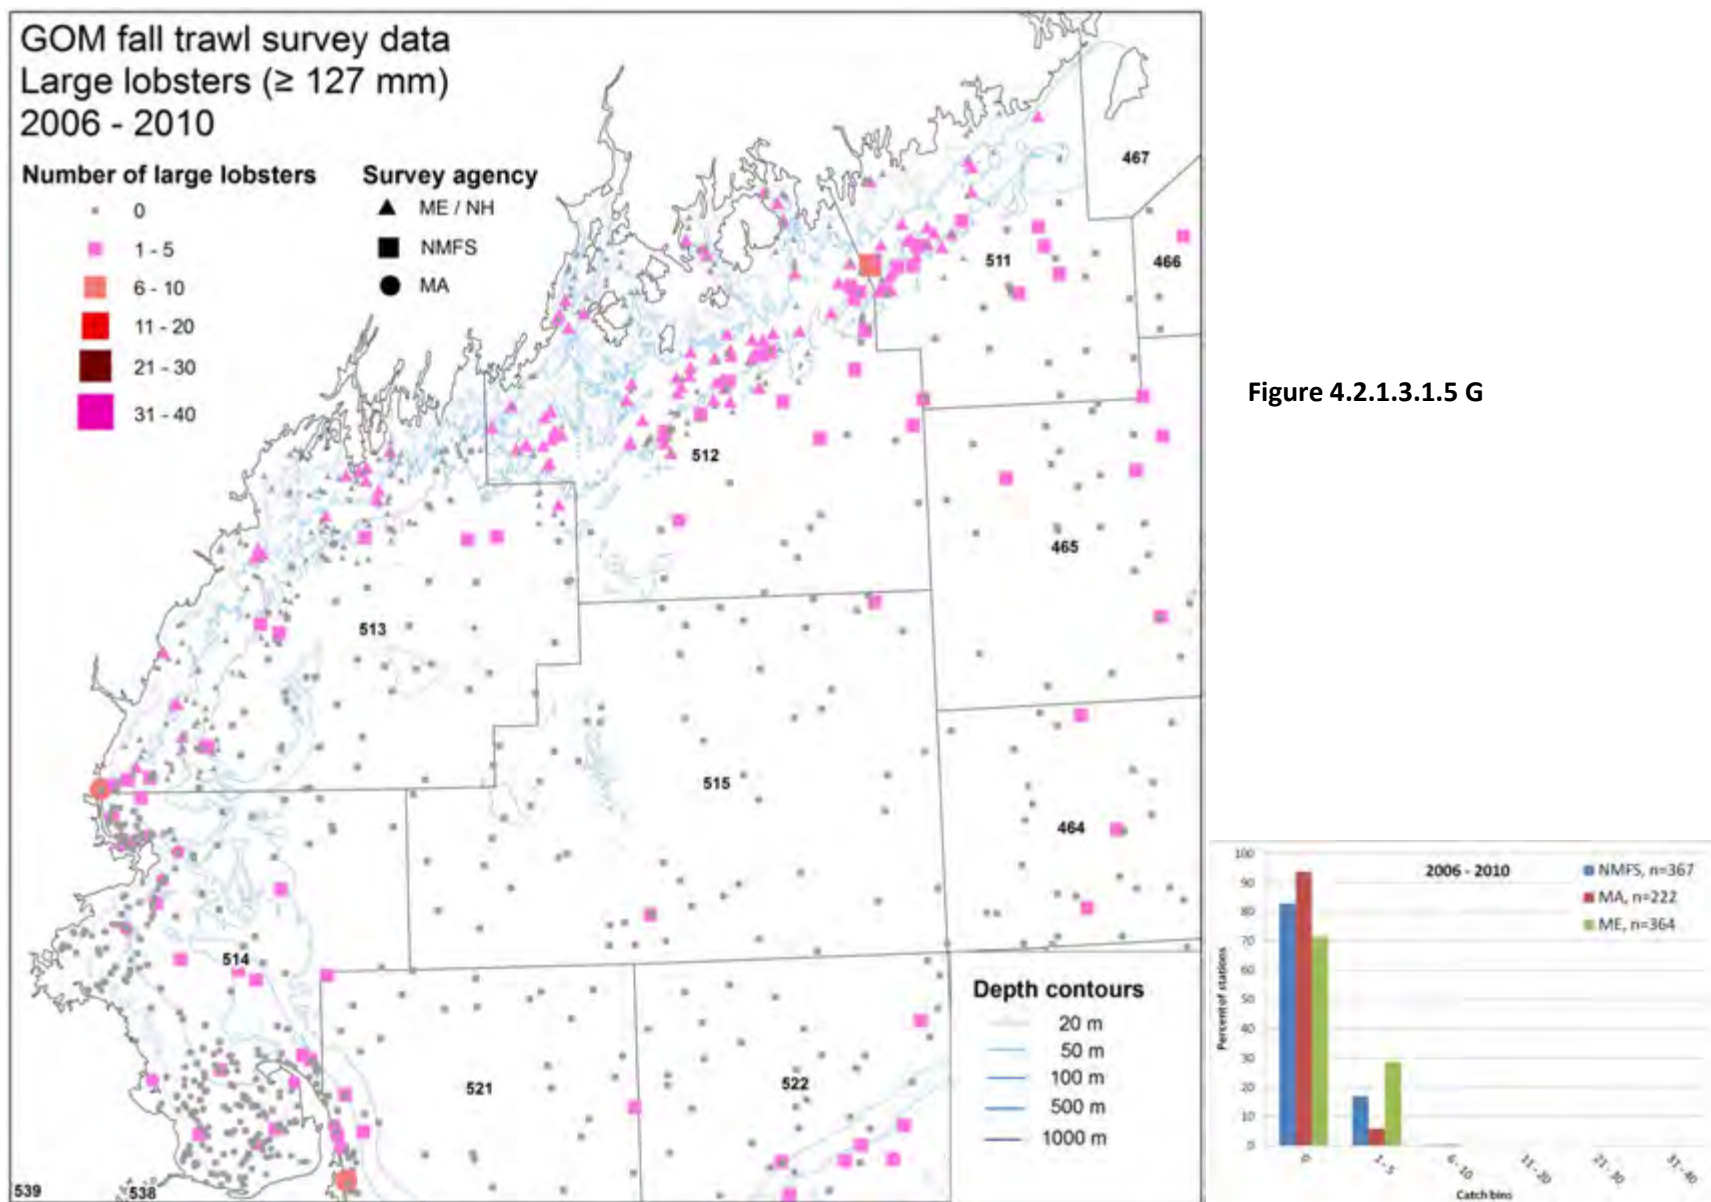 GOM fall trawl survey data
Large lobsters (≥ 127 mm)
2006 - 2010
Number of large lobsters
0
1 - 5
6 - 10
11 - 20
21 - 30
31 - 40
Survey agency
ME / NH
NMFS
MA
467
466
511
512
465
513
515
464
514
521
522
539
538
Depth contours
20 m
50 m
100 m
500 m
1000 m
Figure 4.2.1.3.1.5 G
2006 - 2010
NMFS, n=367
MA, n=222
ME, n=364
Percent of stations
100
90
80
70
60
50
40
30
20
10
0
0
1 - 5
6 - 10
11 - 20
21 - 30
31 - 40
Catch bins